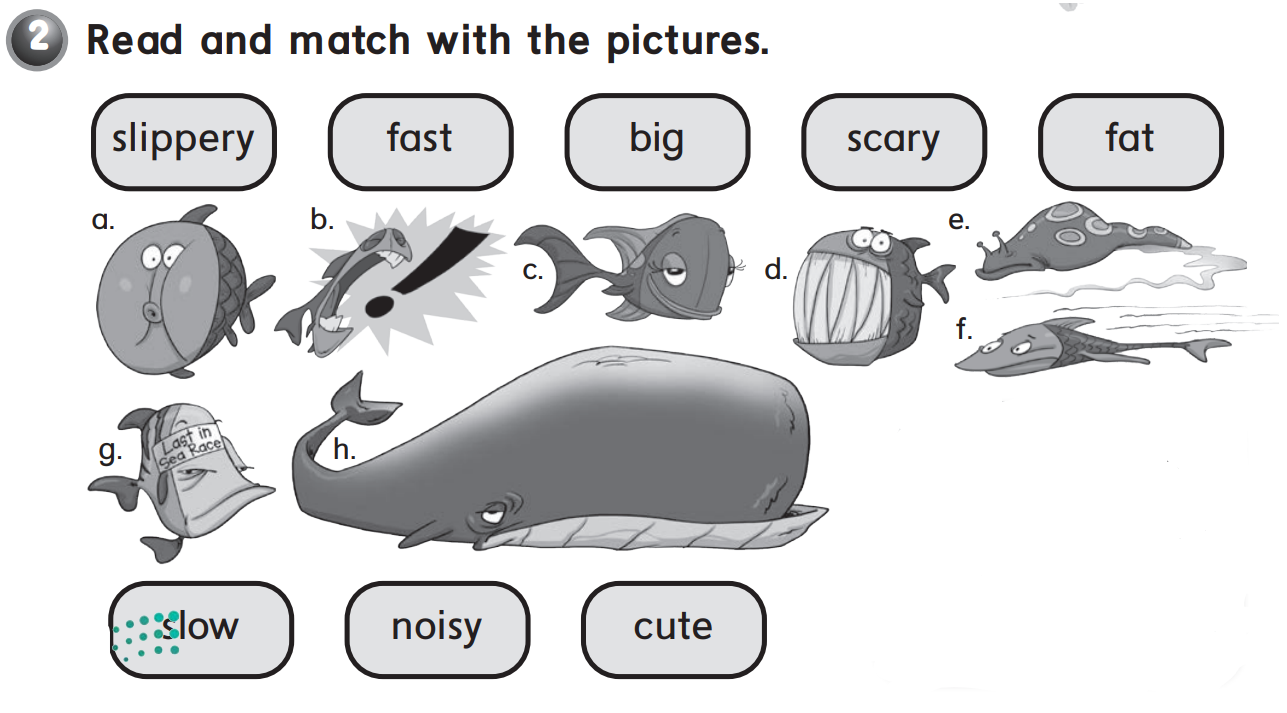 2 Read and match with the pictures.
slippery fast big scary fat
a. b. c. d. e.
f.
Last in
Sea Race
g. h.
slow noisy cute